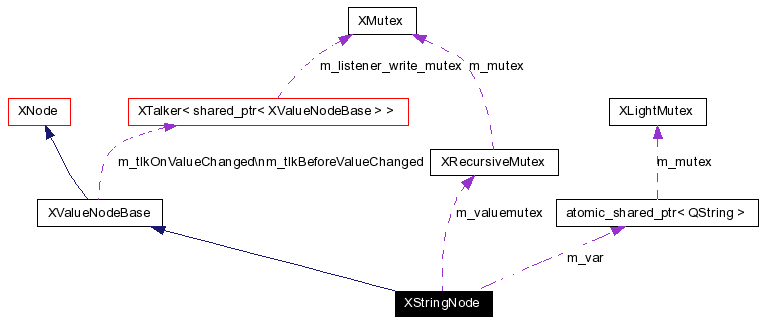 XMutex
m_listener_write_mutex
m_mutex
XNode
XTalker< shared_ptr< XValueNodeBase > >
XLightMutex
m_tlkOnValueChanged\nm_tlkBeforeValueChanged
XRecursiveMutex
m_mutex
XValueNodeBase
m_valuemutex
atomic_shared_ptr< QString >
m_var
XStringNode